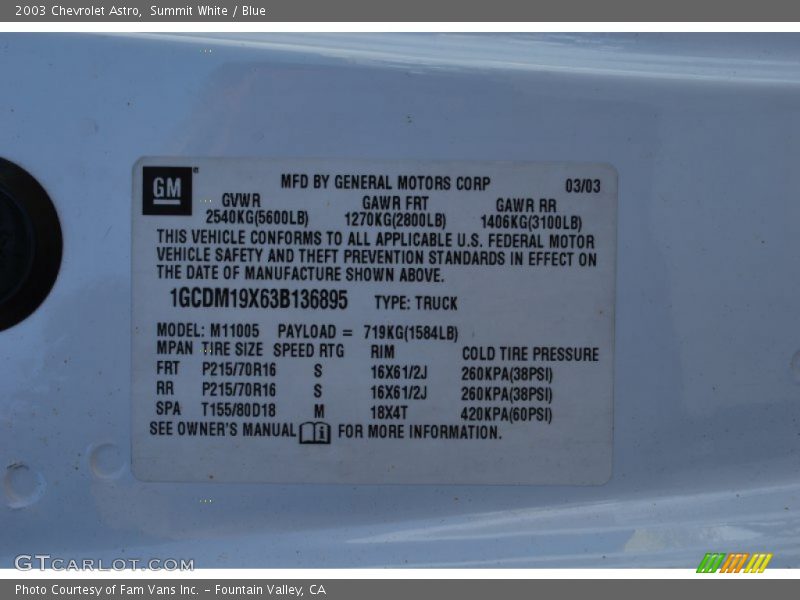 2003 Chevrolet Astro, Summit White / Blue
GM
MFD BY GENERAL MOTORS CORP 03/03
GVWR GAWR FRT GAWR RR
2540KG(5600LB) 1270KG(2800LB) 1406KG(3100LB)
THIS VEHICLE CONFORMS TO ALL APPLICABLE U.S. FEDERAL MOTOR
VEHICLE SAFETY AND THEFT PREVENTION STANDARDS IN EFFECT ON
THE DATE OF MANUFACTURE SHOWN ABOVE.
1GCDM19X63B136895 TYPE: TRUCK
MODEL: M11005 PAYLOAD = 719KG(1584LB)
MPAN TIRE SIZE SPEED RTG RIM COLD TIRE PRESSURE
FRT P215/70R16 S 16X61/2J 260KPA(38PSI)
RR P215/70R16 S 16X61/2J 260KPA(38PSI)
SPA T155/80D18 M 18X4T 420KPA(60PSI)
SEE OWNER'S MANUAL FOR MORE INFORMATION.
GTCARLOT.COM
Photo Courtesy of Fam Vans Inc. - Fountain Valley, CA